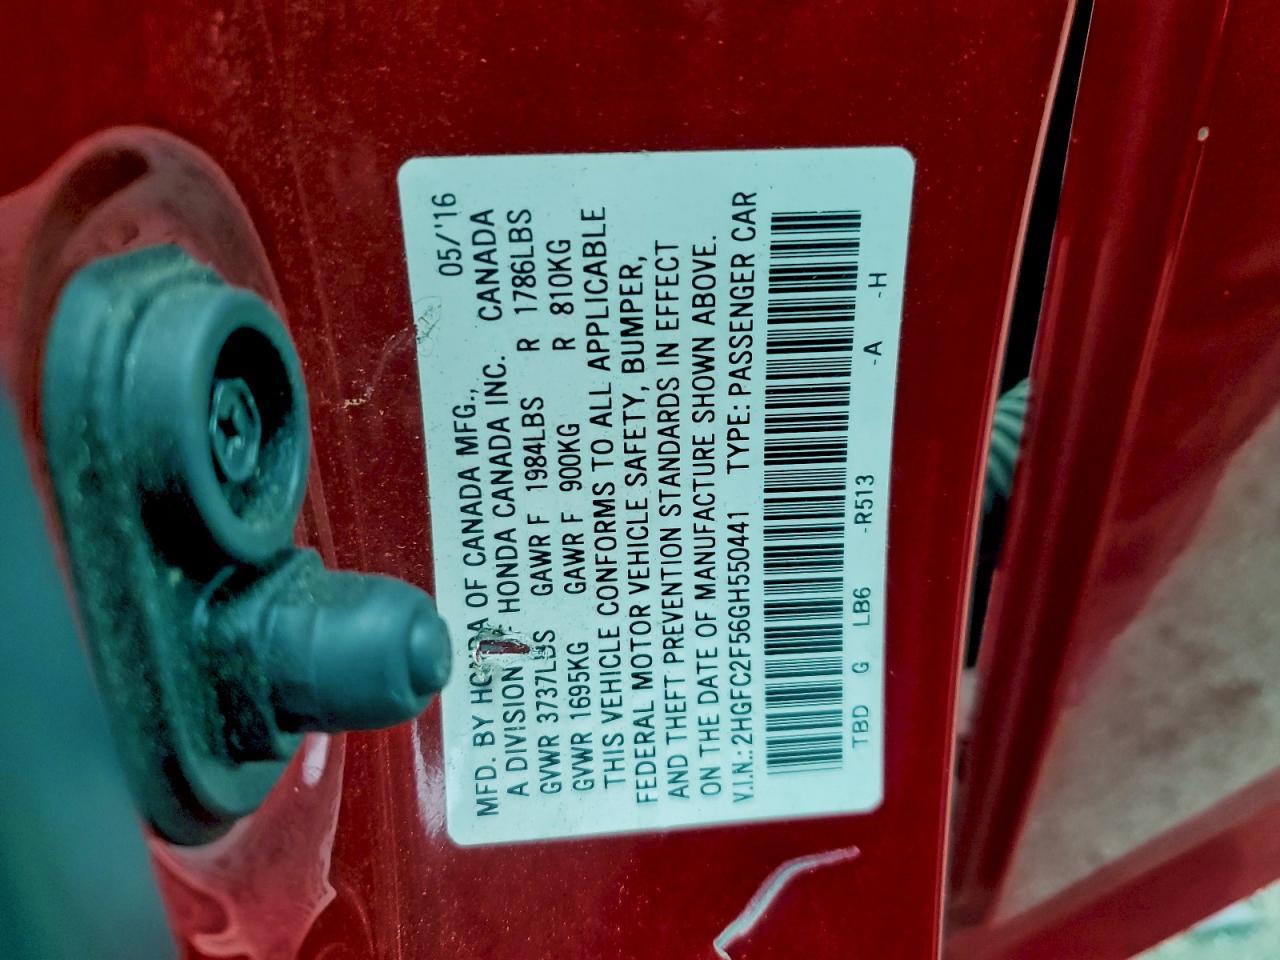 MFD. BY HONDA OF CANADA MFG., 05/'16
A DIVISION OF HONDA CANADA INC. CANADA
GVWR 3737LBS GAWR F 1984LBS R 1786LBS
GVWR 1695KG GAWR F 900KG R 810KG
THIS VEHICLE CONFORMS TO ALL APPLICABLE
FEDERAL MOTOR VEHICLE SAFETY, BUMPER,
AND THEFT PREVENTION STANDARDS IN EFFECT
ON THE DATE OF MANUFACTURE SHOWN ABOVE.
V.I.N.: 2HGFC2F56GH550441 TYPE: PASSENGER CAR
TBD G LB6 -R513 -A -H